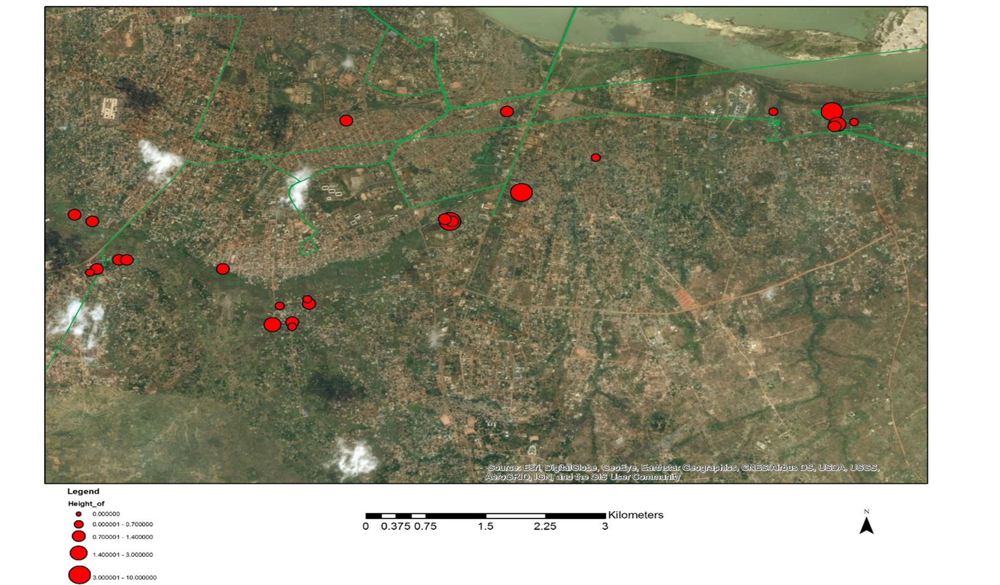 Source: Esri, DigitalGlobe, GeoEye, Earthstar Geographics, CNES/Airbus DS, USDA, USGS,
AeroGRID, IGN, and the GIS User Community
Legend
Height_of
0.000000
0.000001 - 0.700000
0.700001 - 1.400000
1.400001 - 3.000000
3.000001 - 10.000000
Kilometers
0 0.375 0.75 1.5 2.25 3
N